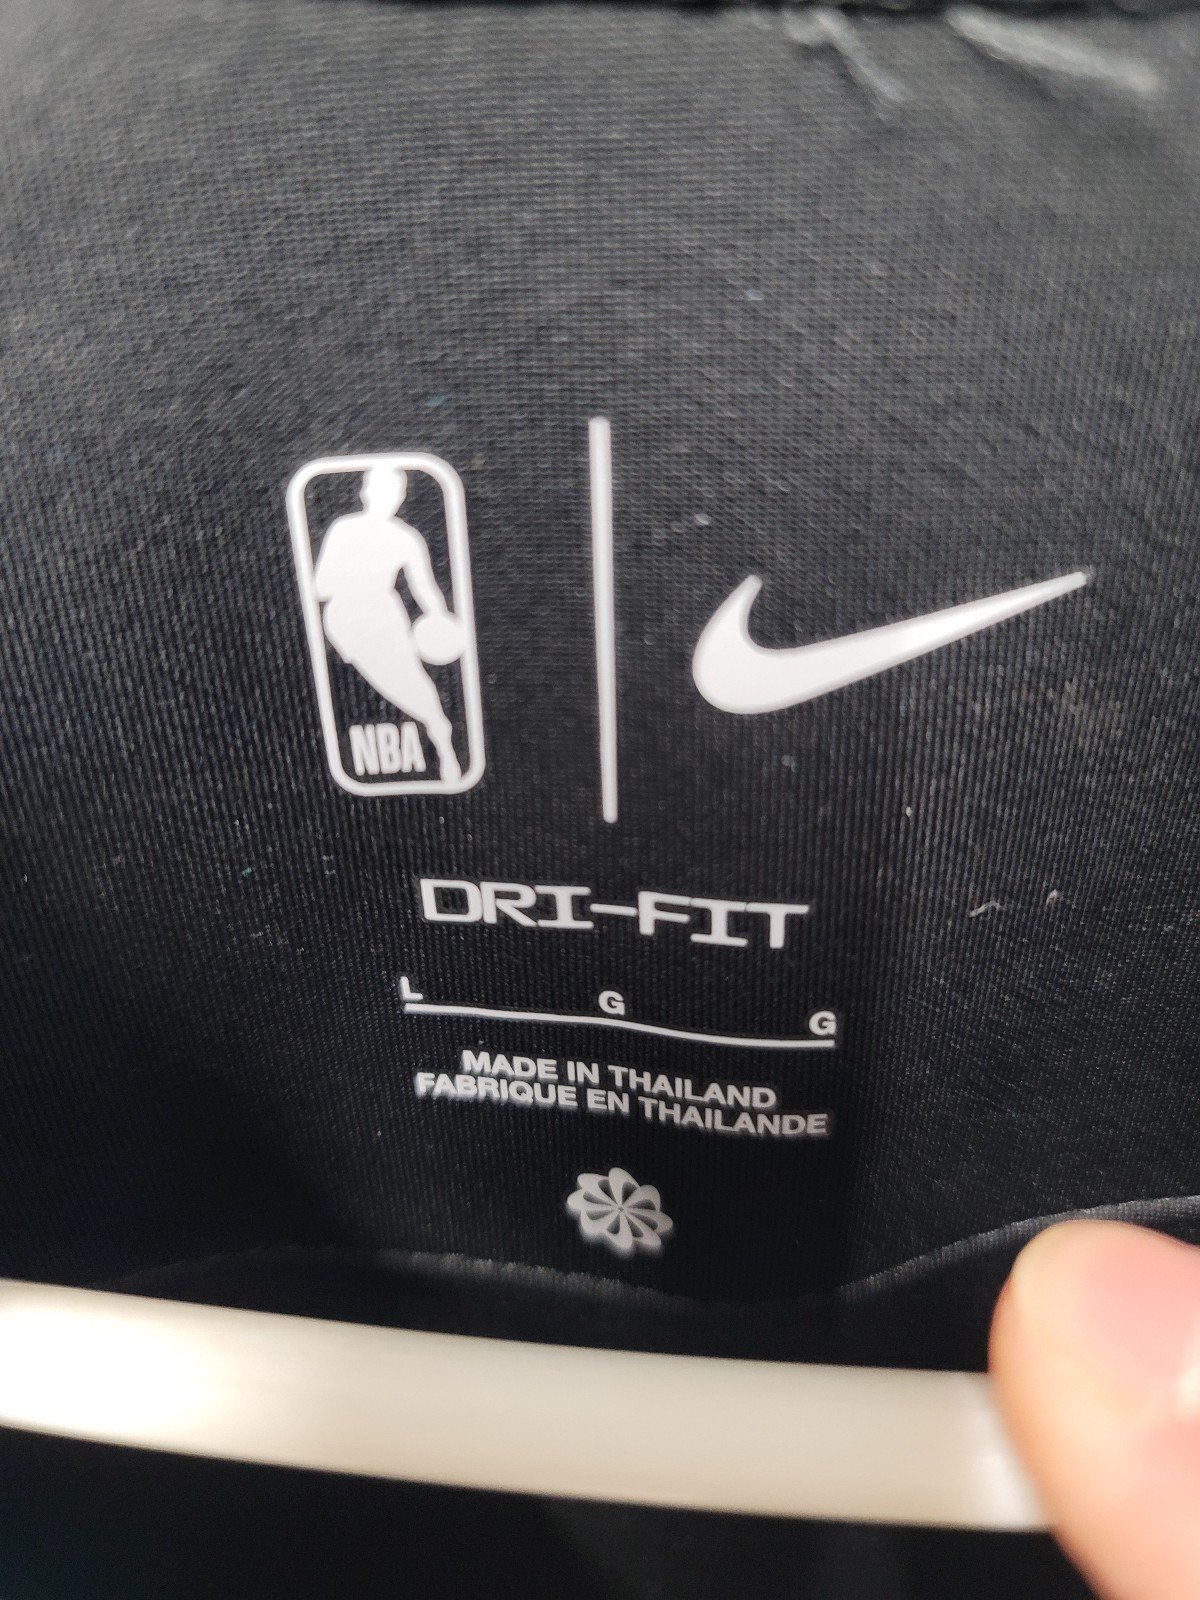 NBA
DRI-FIT
L G G
MADE IN THAILAND
FABRIQUE EN THAILANDE